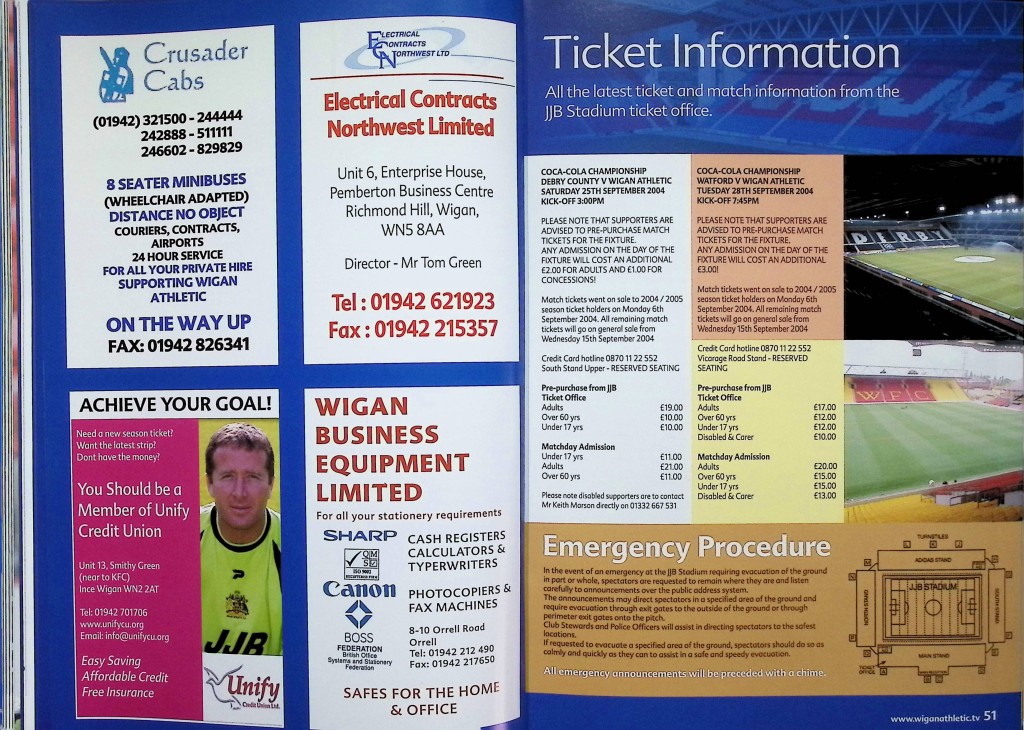 Crusader
Cabs
(01942) 321500 - 244444
242888 - 511111
246602 - 829829
8 SEATER MINIBUSES
(WHEELCHAIR ADAPTED)
DISTANCE NO OBJECT
COURIERS, CONTRACTS,
AIRPORTS
24 HOUR SERVICE
FOR ALL YOUR PRIVATE HIRE
SUPPORTING WIGAN
ATHLETIC
ON THE WAY UP
FAX: 01942 826341
ELECTRICAL
CONTRACTS
NORTHWEST LTD
Electrical Contracts
Northwest Limited
Unit 6, Enterprise House,
Pemberton Business Centre
Richmond Hill, Wigan,
WN5 8AA
Director - Mr Tom Green
Tel : 01942 621923
Fax : 01942 215357
ACHIEVE YOUR GOAL!
Need a new season ticket?
Want the latest strip?
Dont have the money?
You Should be a
Member of Unify
Credit Union
Unit 13, Smithy Green
(near to KFC)
Ince Wigan WN2 2AT
Tel: 01942 701706
www.unifycu.org
Email: info@unifycu.org
Easy Saving
Affordable Credit
Free Insurance
JJB
Unify
Credit Union Ltd.
WIGAN
BUSINESS
EQUIPMENT
LIMITED
For all your stationery requirements
SHARP
CASH REGISTERS
CALCULATORS &
TYPEWRITERS
ISO 9002
Canon
PHOTOCOPIERS &
FAX MACHINES
BOSS
FEDERATION
British Office
Systems and Stationery
Federation
8-10 Orrell Road
Orrell
Tel: 01942 212 490
Fax: 01942 217650
SAFES FOR THE HOME
& OFFICE
Ticket Information
All the latest ticket and match information from the
JJB Stadium ticket office.
COCA-COLA CHAMPIONSHIP
DEBRY COUNTY V WIGAN ATHLETIC
SATURDAY 25TH SEPTEMBER 2004
KICK-OFF 3:00PM
PLEASE NOTE THAT SUPPORTERS ARE
ADVISED TO PRE-PURCHASE MATCH
TICKETS FOR THE FIXTURE.
ANY ADMISSION ON THE DAY OF THE
FIXTURE WILL COST AN ADDITIONAL
£2.00 FOR ADULTS AND £1.00 FOR
CONCESSIONS!
Match tickets went on sale to 2004 / 2005
season ticket holders on Monday 6th
September 2004. All remaining match
tickets will go on general sale from
Wednesday 15th September 2004
Credit Card hotline 0870 11 22 552
South Stand Upper - RESERVED SEATING
Pre-purchase from JJB
Ticket Office
Adults £19.00
Over 60 yrs £10.00
Under 17 yrs £10.00
Matchday Admission
Under 17 yrs £11.00
Adults £21.00
Over 60 yrs £11.00
Please note disabled supporters are to contact
Mr Keith Marson directly on 01332 667 531
COCA-COLA CHAMPIONSHIP
WATFORD V WIGAN ATHLETIC
TUESDAY 28TH SEPTEMBER 2004
KICK-OFF 7:45PM
PLEASE NOTE THAT SUPPORTERS ARE
ADVISED TO PRE-PURCHASE MATCH
TICKETS FOR THE FIXTURE.
ANY ADMISSION ON THE DAY OF THE
FIXTURE WILL COST AN ADDITIONAL
£3.00!
Match tickets went on sale to 2004 / 2005
season ticket holders on Monday 6th
September 2004. All remaining match
tickets will go on general sale from
Wednesday 15th September 2004
Credit Card hotline 0870 11 22 552
Vicarage Road Stand - RESERVED
SEATING
Pre-purchase from JJB
Ticket Office
Adults £17.00
Over 60 yrs £12.00
Under 17 yrs £12.00
Disabled & Carer £10.00
Matchday Admission
Adults £20.00
Over 60 yrs £15.00
Under 17 yrs £15.00
Disabled & Carer £13.00
DERBY
WFC
Emergency Procedure
In the event of an emergency at the JJB Stadium requiring evacuation of the ground
in part or whole, spectators are requested to remain where they are and listen
carefully to announcements over the public address system.
The announcements may direct spectators in a specified area of the ground and
require evacuation through exit gates to the outside of the ground or through
perimeter exit gates onto the pitch.
Club Stewards and Police Officers will assist in directing spectators to the safest
locations.
If requested to evacuate a specified area of the ground, spectators should do so as
calmly and quickly as they can to assist in a safe and speedy evacuation.
All emergency announcements will be preceded with a chime.
TURNSTILES
ADIDAS STAND
JJB STADIUM
NORTH STAND
SOUTH STAND
MAIN STAND
TICKET
OFFICE
www.wiganathletic.tv 51